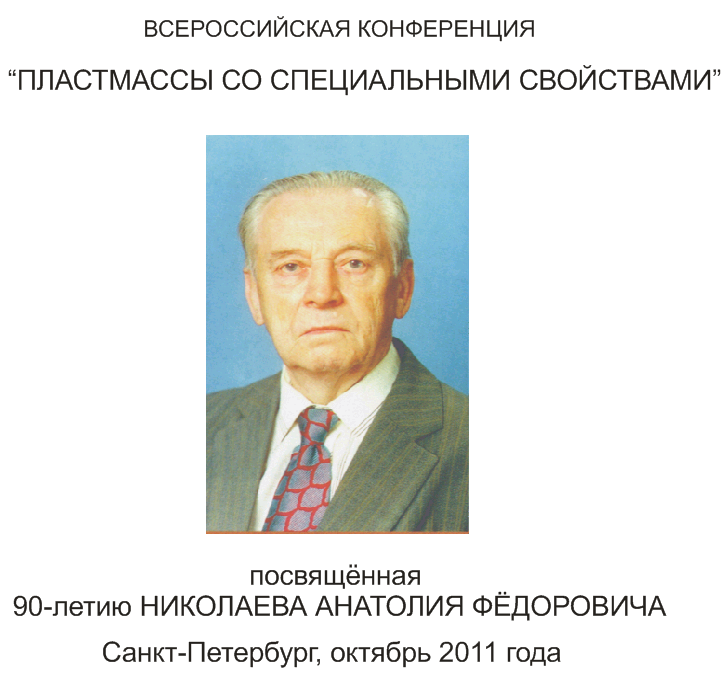 ВСЕРОССИЙСКАЯ КОНФЕРЕНЦИЯ
“ПЛАСТМАССЫ СО СПЕЦИАЛЬНЫМИ СВОЙСТВАМИ”
посвящённая
90-летию НИКОЛАЕВА АНАТОЛИЯ ФЁДОРОВИЧА
Санкт-Петербург, октябрь 2011 года